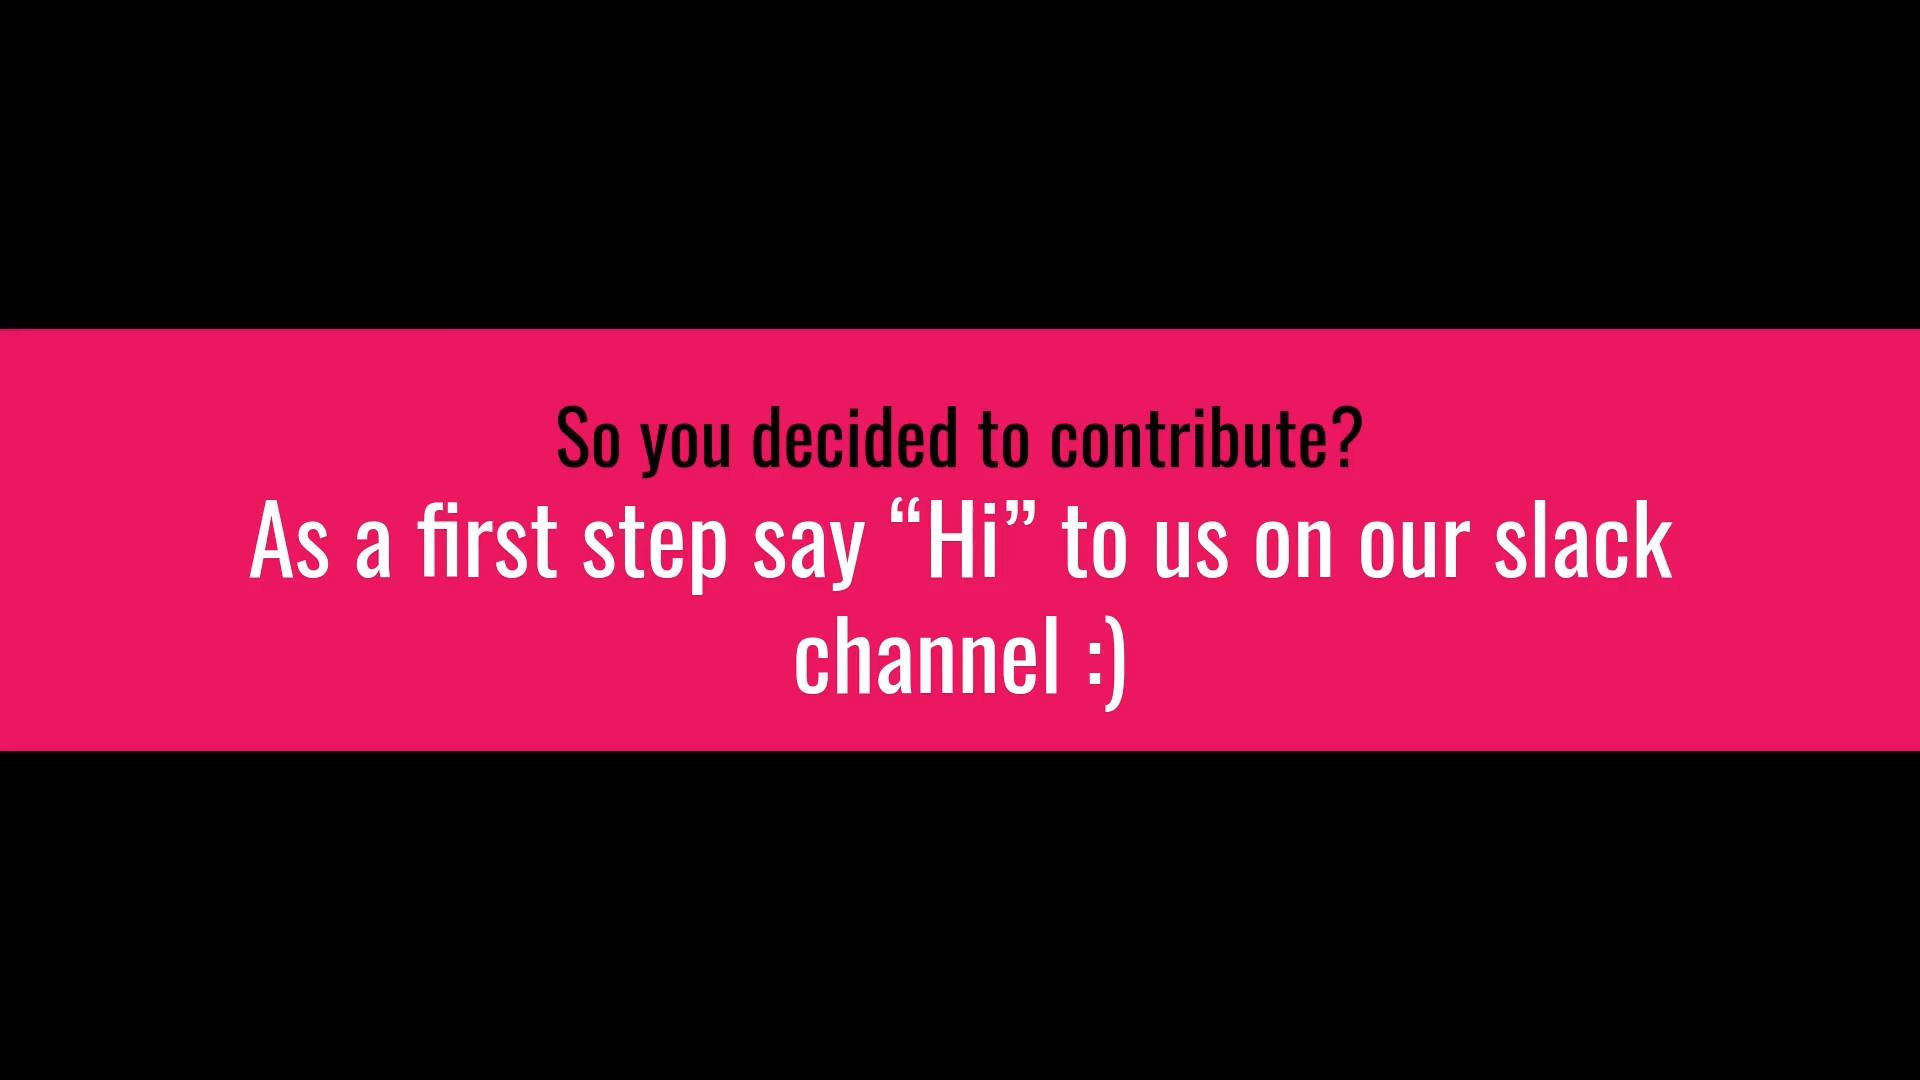 So you decided to contribute?
As a first step say “Hi” to us on our slack
channel :)